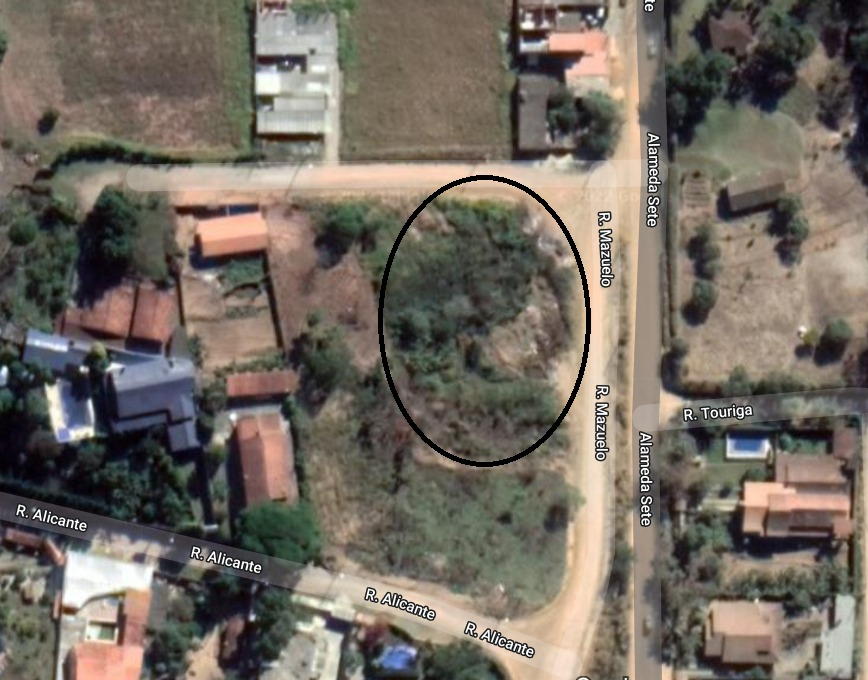 Alameda Sete
R. Mazuelo
R. Mazuelo
R. Touriga
Alameda Sete
R. Alicante
R. Alicante
R. Alicante
R. Alicante